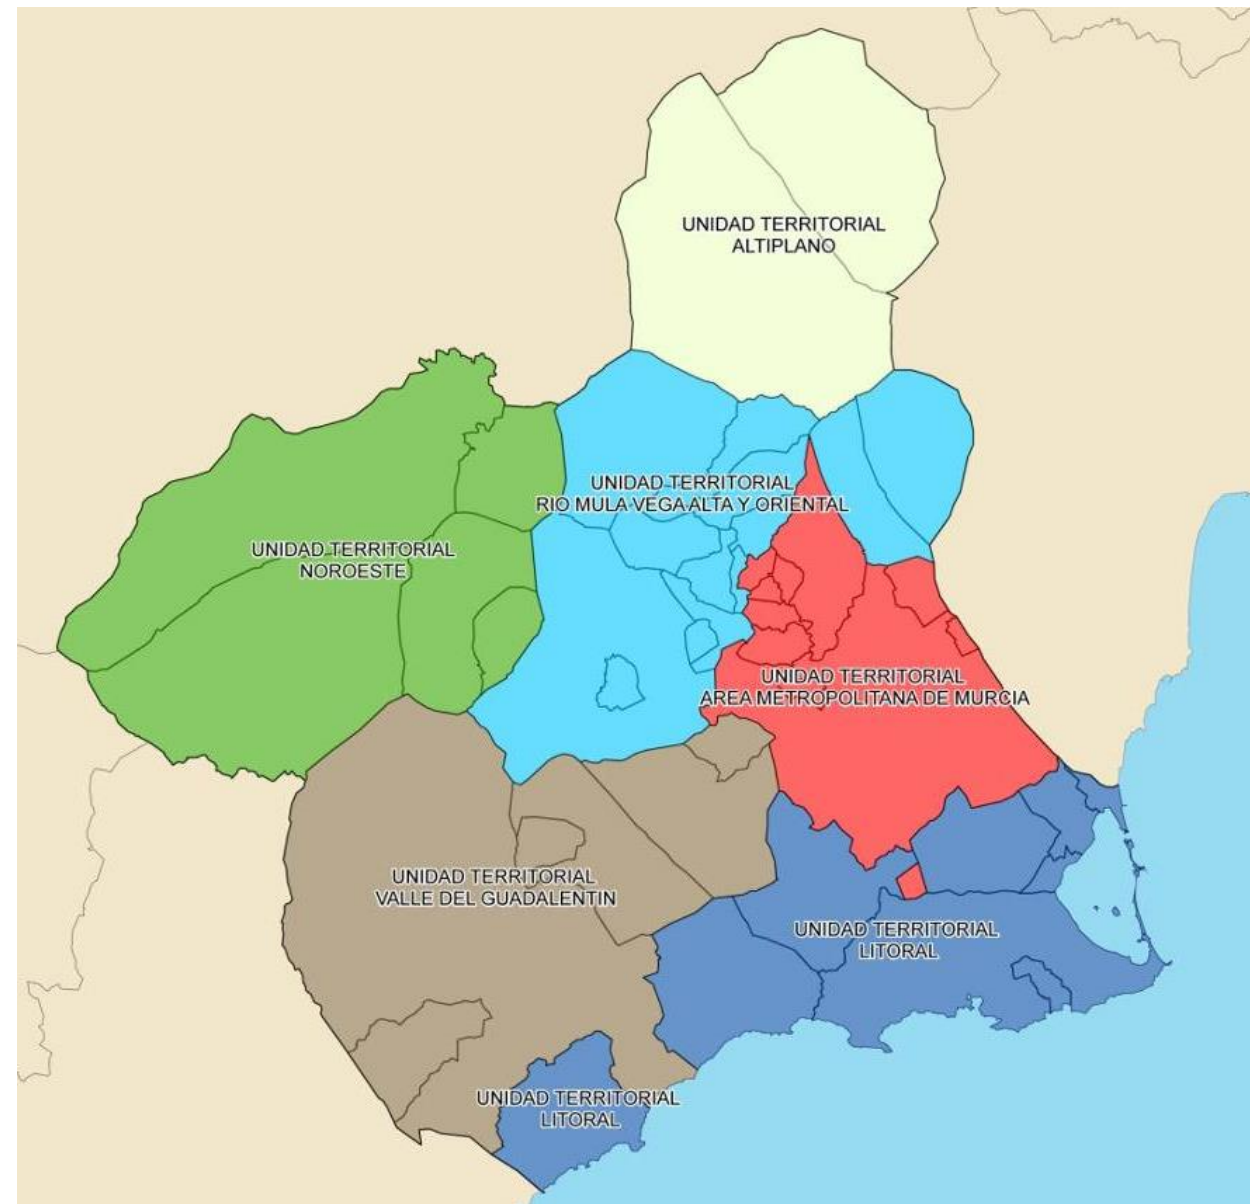 UNIDAD TERRITORIAL
ALTIPLANO
UNIDAD TERRITORIAL
RIO MULA VEGA ALTA Y ORIENTAL
UNIDAD TERRITORIAL
NOROESTE
UNIDAD TERRITORIAL
AREA METROPOLITANA DE MURCIA
UNIDAD TERRITORIAL
VALLE DEL GUADALENTIN
UNIDAD TERRITORIAL
LITORAL
UNIDAD TERRITORIAL
LITORAL